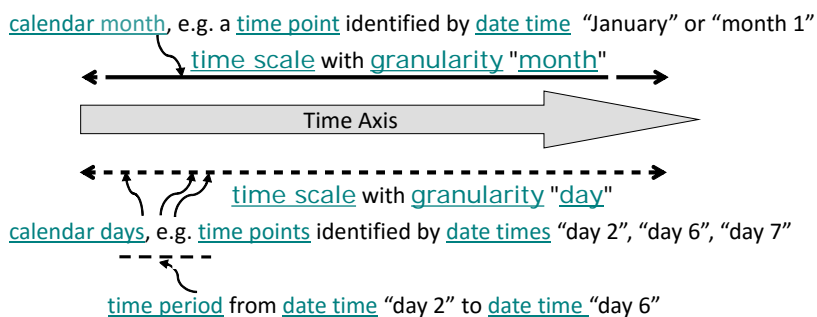 calendar month, e.g. a time point identified by date time “January” or “month 1”
time scale with granularity "month"
Time Axis
time scale with granularity "day"
calendar days, e.g. time points identified by date times “day 2”, “day 6”, “day 7”
time period from date time “day 2” to date time “day 6”